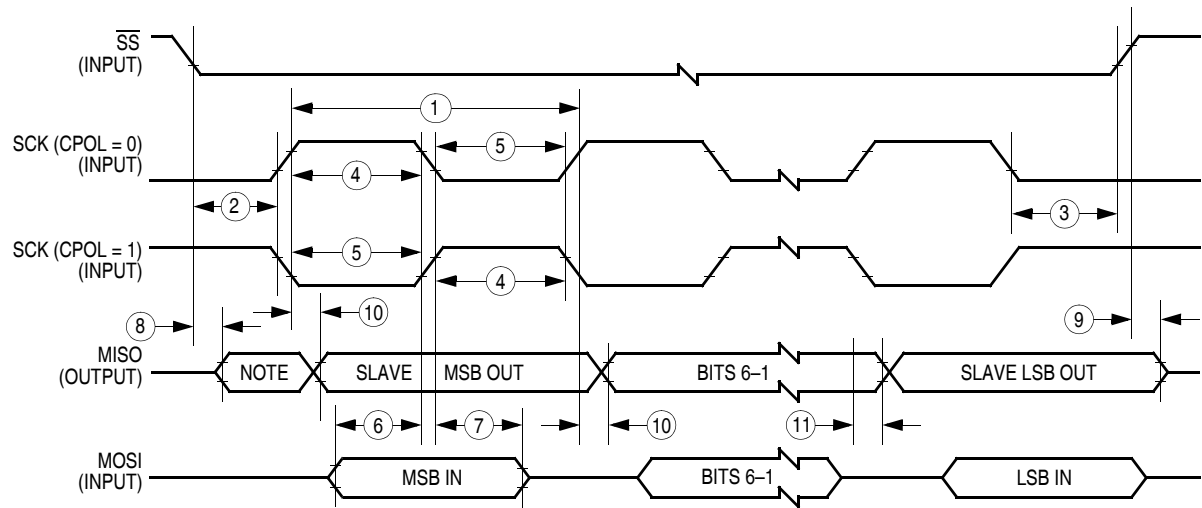 SS
(INPUT)
1
SCK (CPOL = 0)
(INPUT)
5
4
2
3
SCK (CPOL = 1)
(INPUT)
5
4
8
10
9
MISO
(OUTPUT)
NOTE
SLAVE MSB OUT
BITS 6–1
SLAVE LSB OUT
6
7
10
11
MOSI
(INPUT)
MSB IN
BITS 6–1
LSB IN